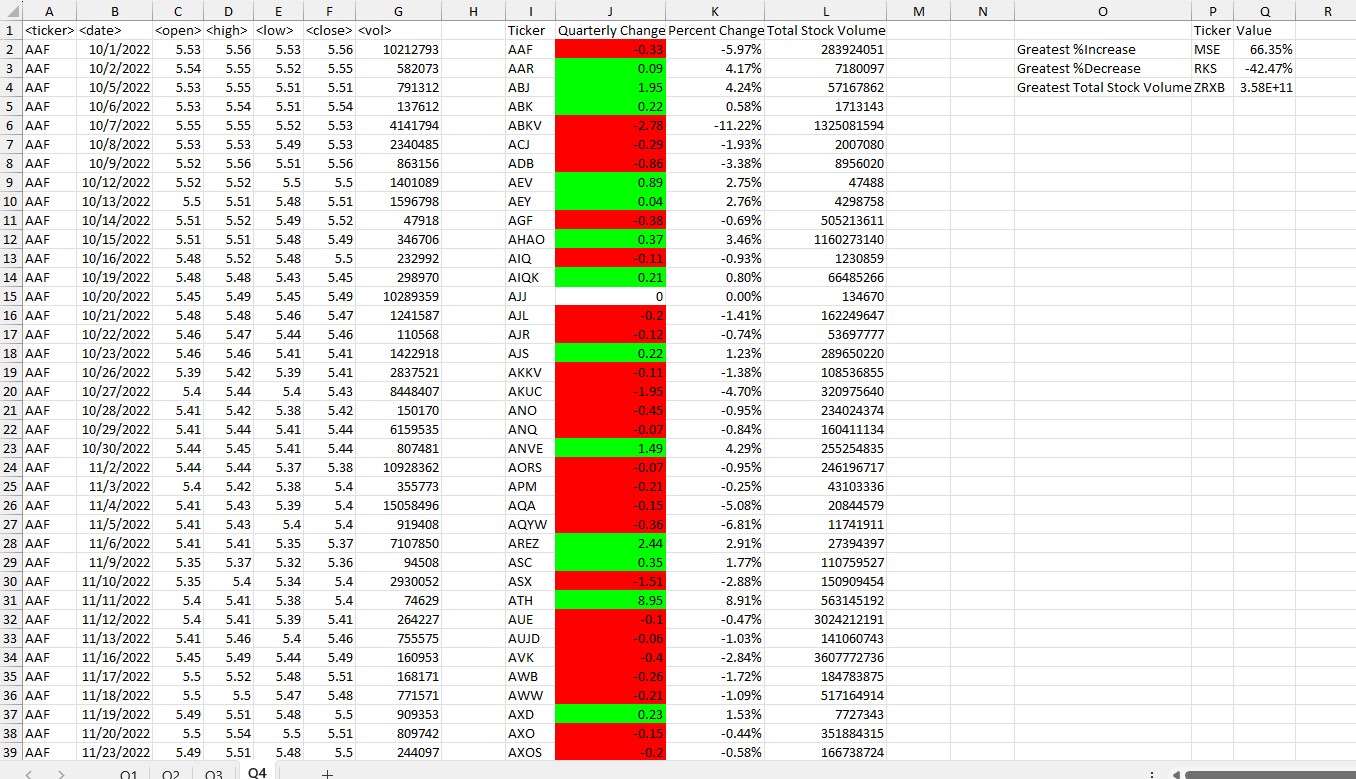 A B C D E F G H I J K L M N O P Q R
1 <ticker> <date> <open> <high> <low> <close> <vol> Ticker Quarterly Change Percent Change Total Stock Volume Ticker Value
2 AAF 10/1/2022 5.53 5.56 5.53 5.56 10212793 AAF -0.33 -5.97% 283924051 Greatest %Increase MSE 66.35%
3 AAF 10/2/2022 5.54 5.55 5.52 5.55 582073 AAR 0.09 4.17% 7180097 Greatest %Decrease RKS -42.47%
4 AAF 10/5/2022 5.53 5.55 5.51 5.51 791312 ABJ 1.95 4.24% 57167862 Greatest Total Stock Volume ZRXB 3.58E+11
5 AAF 10/6/2022 5.53 5.54 5.51 5.54 137612 ABK 0.22 0.58% 1713143
6 AAF 10/7/2022 5.55 5.55 5.52 5.53 4141794 ABKV -2.78 -11.22% 1325081594
7 AAF 10/8/2022 5.53 5.53 5.49 5.53 2340485 ACJ -0.29 -1.93% 2007080
8 AAF 10/9/2022 5.52 5.56 5.51 5.56 863156 ADB -0.86 -3.38% 8956020
9 AAF 10/12/2022 5.52 5.52 5.5 5.5 1401089 AEV 0.89 2.75% 47488
10 AAF 10/13/2022 5.5 5.51 5.48 5.51 1596798 AEY 0.04 2.76% 4298758
11 AAF 10/14/2022 5.51 5.52 5.49 5.52 47918 AGF -0.38 -0.69% 505213611
12 AAF 10/15/2022 5.51 5.51 5.48 5.49 346706 AHAO 0.37 3.46% 1160273140
13 AAF 10/16/2022 5.48 5.52 5.48 5.5 232992 AIQ -0.11 -0.93% 1230859
14 AAF 10/19/2022 5.48 5.48 5.43 5.45 298970 AIQK 0.21 0.80% 66485266
15 AAF 10/20/2022 5.45 5.49 5.45 5.49 10289359 AJJ 0 0.00% 134670
16 AAF 10/21/2022 5.48 5.48 5.46 5.47 1241587 AJL -0.2 -1.41% 162249647
17 AAF 10/22/2022 5.46 5.47 5.44 5.46 110568 AJR -0.12 -0.74% 53697777
18 AAF 10/23/2022 5.46 5.46 5.41 5.41 1422918 AJS 0.22 1.23% 289650220
19 AAF 10/26/2022 5.39 5.42 5.39 5.41 2837521 AKKV -0.11 -1.38% 108536855
20 AAF 10/27/2022 5.4 5.44 5.4 5.43 8448407 AKUC -1.95 -4.70% 320975640
21 AAF 10/28/2022 5.41 5.42 5.38 5.42 150170 ANO -0.45 -0.95% 234024374
22 AAF 10/29/2022 5.41 5.44 5.41 5.44 6159535 ANQ -0.07 -0.84% 160411134
23 AAF 10/30/2022 5.44 5.45 5.41 5.44 807481 ANVE 1.49 4.29% 255254835
24 AAF 11/2/2022 5.44 5.44 5.37 5.38 10928362 AORS -0.07 -0.95% 246196717
25 AAF 11/3/2022 5.4 5.42 5.38 5.4 355773 APM -0.21 -0.25% 43103336
26 AAF 11/4/2022 5.41 5.43 5.39 5.4 15058496 AQA -0.15 -5.08% 20844579
27 AAF 11/5/2022 5.41 5.43 5.4 5.4 919408 AQYW -0.36 -6.81% 11741911
28 AAF 11/6/2022 5.41 5.41 5.35 5.37 7107850 AREZ 2.44 2.91% 27394397
29 AAF 11/9/2022 5.35 5.37 5.32 5.36 94508 ASC 0.35 1.77% 110759527
30 AAF 11/10/2022 5.35 5.4 5.34 5.4 2930052 ASX -1.51 -2.88% 150909454
31 AAF 11/11/2022 5.4 5.41 5.38 5.4 74629 ATH 8.95 8.91% 563145192
32 AAF 11/12/2022 5.4 5.41 5.39 5.41 264227 AUE -0.1 -0.47% 3024212191
33 AAF 11/13/2022 5.41 5.46 5.4 5.46 755575 AUJD -0.06 -1.03% 141060743
34 AAF 11/16/2022 5.45 5.49 5.44 5.49 160953 AVK -0.4 -2.84% 3607772736
35 AAF 11/17/2022 5.5 5.52 5.48 5.51 168171 AWB -0.26 -1.72% 184783875
36 AAF 11/18/2022 5.5 5.5 5.47 5.48 771571 AWW -0.21 -1.09% 517164914
37 AAF 11/19/2022 5.49 5.51 5.48 5.5 909353 AXD 0.23 1.53% 7727343
38 AAF 11/20/2022 5.5 5.54 5.5 5.51 809742 AXO -0.15 -0.44% 351884315
39 AAF 11/23/2022 5.49 5.51 5.48 5.5 244097 AXOS -0.2 -0.58% 166738724
Q1 Q2 Q3 Q4